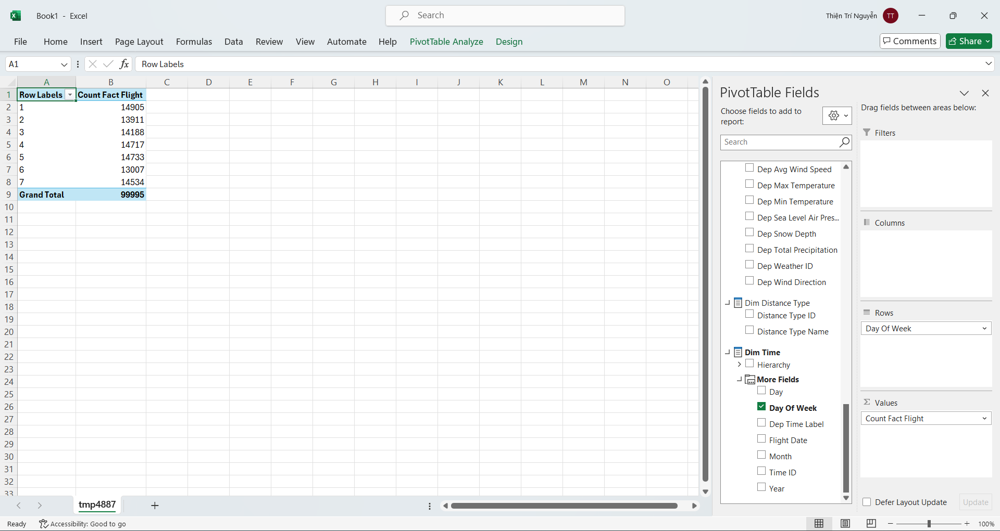 Book1 - Excel
Search
Thiện Trí Nguyễn
TT
File Home Insert Page Layout Formulas Data Review View Automate Help PivotTable Analyze Design
Comments
Share
A1
fx
Row Labels
A B C D E F G H I J K L M N O
1 Row Labels Count Fact Flight
2 1 14905
3 2 13911
4 3 14188
5 4 14717
6 5 14733
7 6 13007
8 7 14534
9 Grand Total 99995
10
11
12
13
14
15
16
17
18
19
20
21
22
23
24
25
26
27
28
29
30
31
32
33
PivotTable Fields
Choose fields to add to
report:
Search
Dep Avg Wind Speed
Dep Max Temperature
Dep Min Temperature
Dep Sea Level Air Pres...
Dep Snow Depth
Dep Total Precipitation
Dep Weather ID
Dep Wind Direction
Dim Distance Type
Distance Type ID
Distance Type Name
Dim Time
Hierarchy
More Fields
Day
Day Of Week
Dep Time Label
Flight Date
Month
Time ID
Year
Drag fields between areas below:
Filters
Columns
Rows
Day Of Week
Σ Values
Count Fact Flight
Defer Layout Update
Update
tmp4887
Ready
Accessibility: Good to go
100%